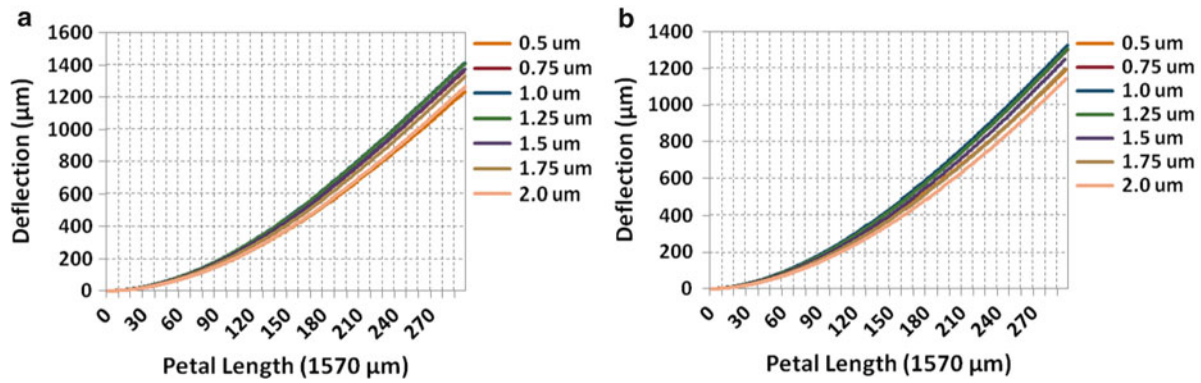 a
1600
1400
1200
1000
800
600
400
200
0
Deflection (µm)
0 30 60 90 120 150 180 210 240 270
Petal Length (1570 µm)
0.5 um
0.75 um
1.0 um
1.25 um
1.5 um
1.75 um
2.0 um
b
1400
1200
1000
800
600
400
200
0
Deflection (µm)
0 30 60 90 120 150 180 210 240 270
Petal Length (1570 µm)
0.5 um
0.75 um
1.0 um
1.25 um
1.5 um
1.75 um
2.0 um